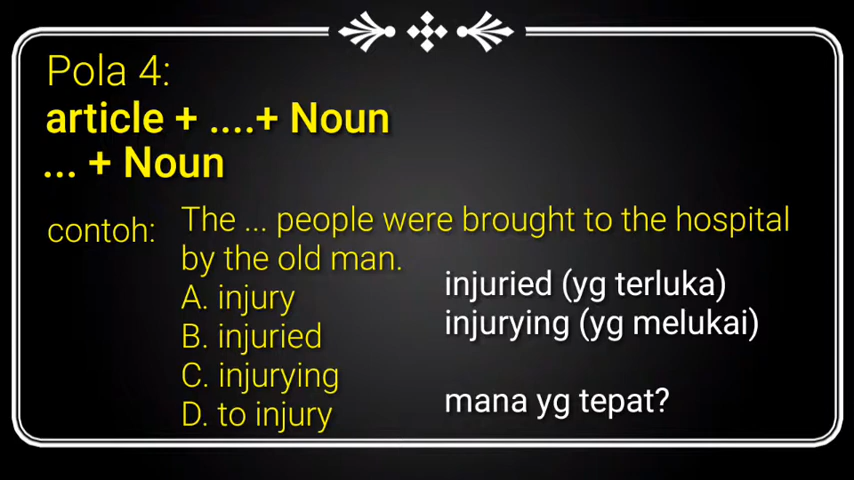 Pola 4:
article + ....+ Noun
... + Noun
contoh:
The ... people were brought to the hospital
by the old man.
A. injury
B. injuried
C. injurying
D. to injury
injuried (yg terluka)
injurying (yg melukai)
mana yg tepat?